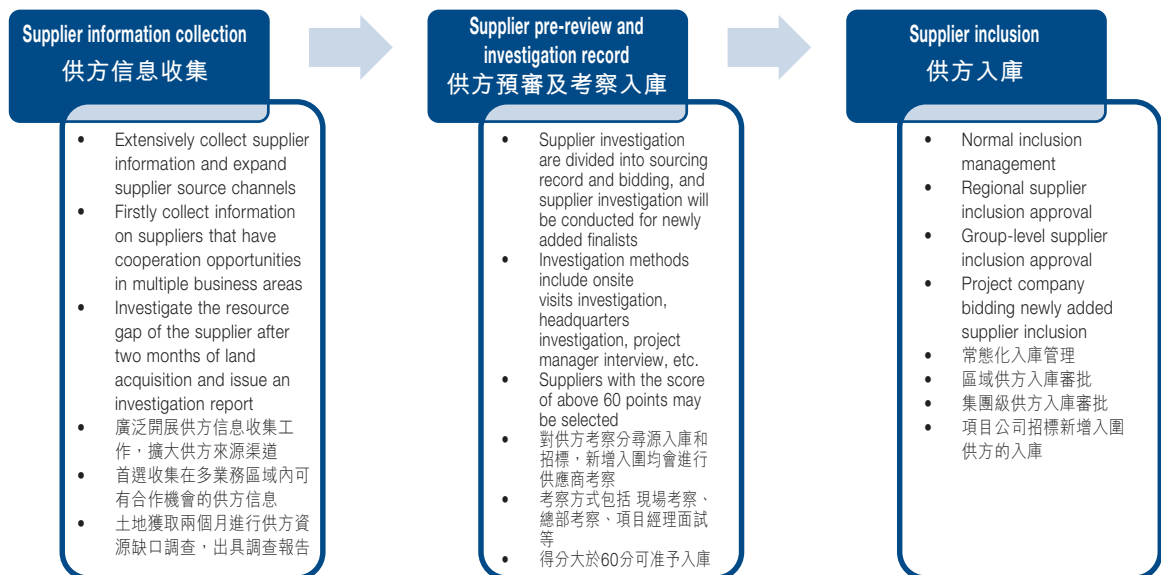 Supplier information collection
供方信息收集
• Extensively collect supplier
information and expand
supplier source channels
• Firstly collect information
on suppliers that have
cooperation opportunities
in multiple business areas
• Investigate the resource
gap of the supplier after
two months of land
acquisition and issue an
investigation report
• 廣泛開展供方信息收集工
作，擴大供方來源渠道
• 首選收集在多業務區域內可
有合作機會的供方信息
• 土地獲取兩個月進行供方資
源缺口調查，出具調查報告
Supplier pre-review and
investigation record
供方預審及考察入庫
• Supplier investigation
are divided into sourcing
record and bidding, and
supplier investigation will
be conducted for newly
added finalists
• Investigation methods
include onsite
visits investigation,
headquarters
investigation, project
manager interview, etc.
• Suppliers with the score
of above 60 points may
be selected
• 對供方考察分尋源入庫和
招標，新增入圍均會進行
供應商考察
• 考察方式包括 現場考察、
總部考察、項目經理面試
等
• 得分大於60分可准予入庫
Supplier inclusion
供方入庫
• Normal inclusion
management
• Regional supplier
inclusion approval
• Group-level supplier
inclusion approval
• Project company
bidding newly added
supplier inclusion
• 常態化入庫管理
• 區域供方入庫審批
• 集團級供方入庫審批
• 項目公司招標新增入圍
供方的入庫